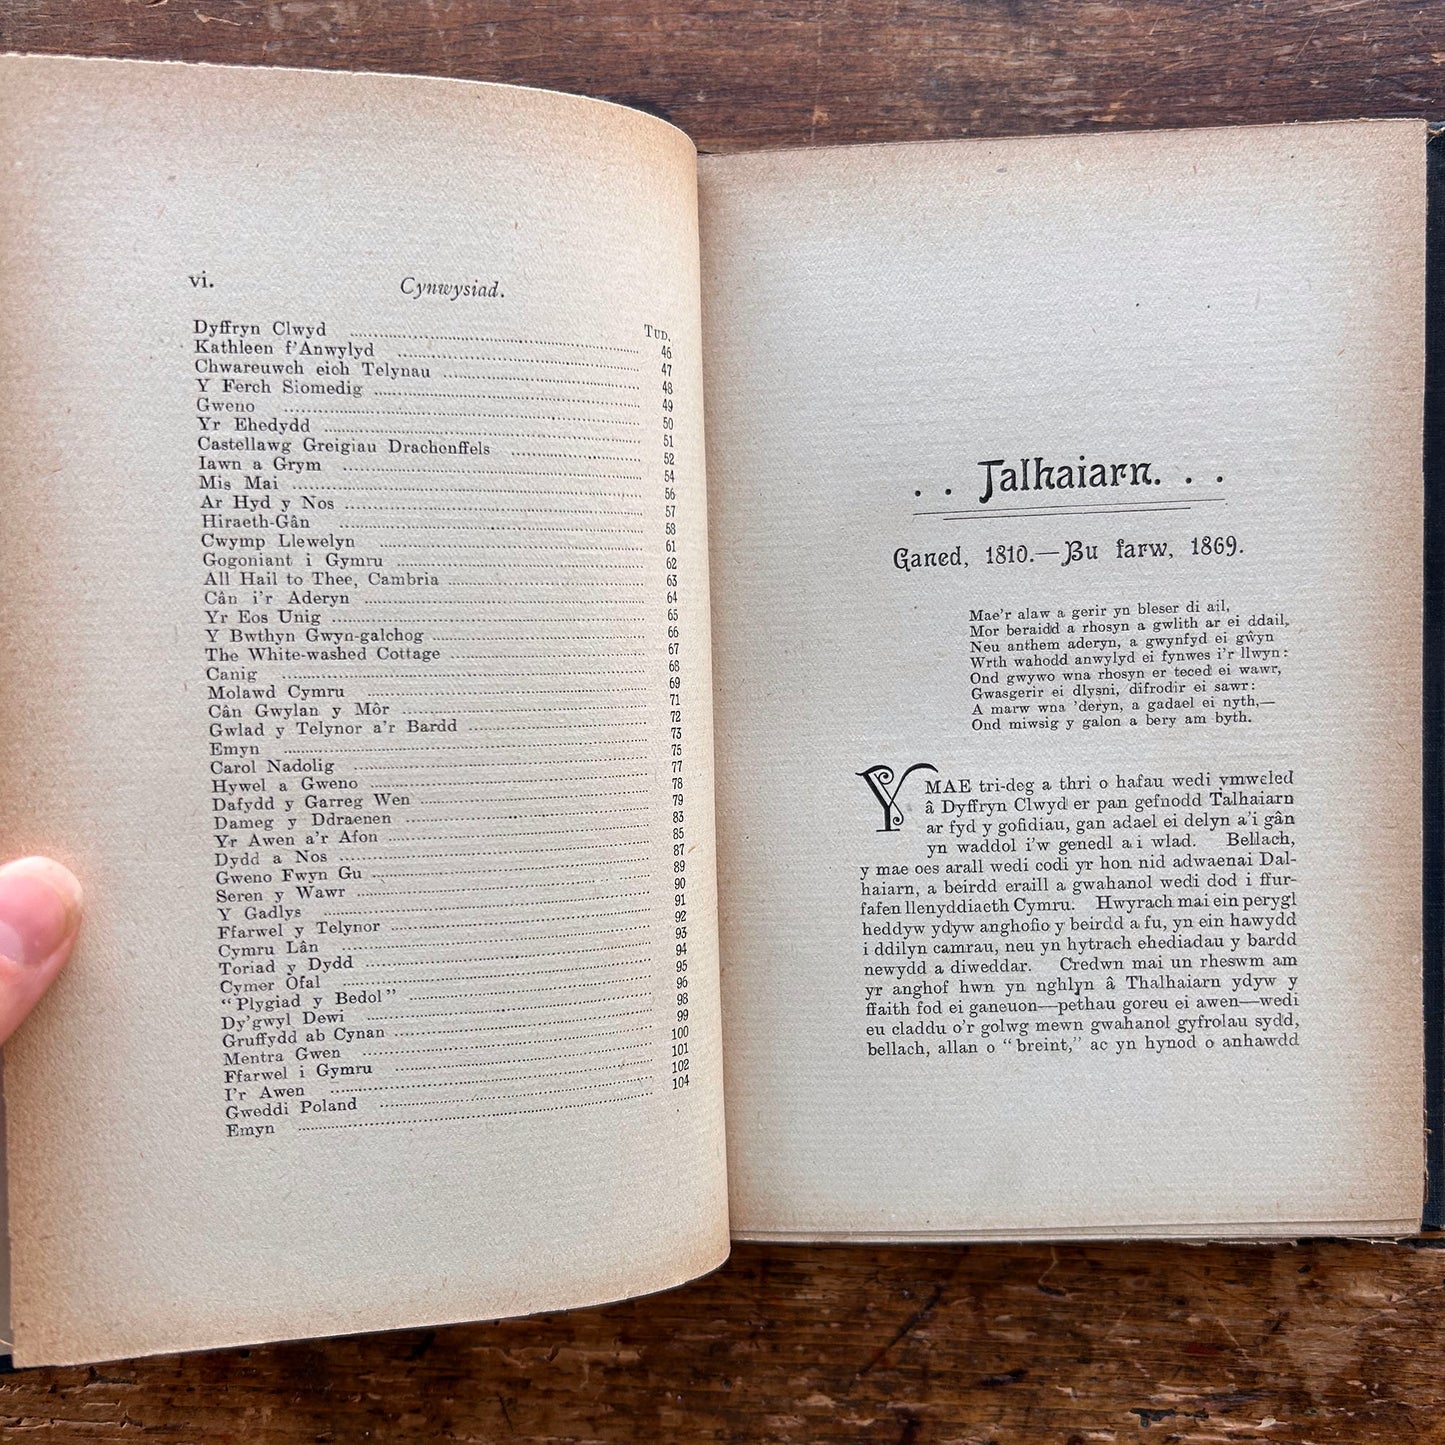 vi. Cynwysiad.
TUD.
Dyffryn Clwyd 46
Kathleen f'Anwylyd 47
Chwareuwch eich Telynau 48
Y Ferch Siomedig 49
Gweno 50
Yr Ehedydd 51
Castellawg Greigiau Drachenffels 52
Iawn a Grym 54
Mis Mai 56
Ar Hyd y Nos 57
Hiraeth-Gân 58
Cwymp Llewelyn 61
Gogoniant i Gymru 62
All Hail to Thee, Cambria 63
Cân i'r Aderyn 64
Yr Eos Unig 65
Y Bwthyn Gwyn-galchog 66
The White-washed Cottage 67
Canig 68
Molawd Cymru 69
Cân Gwylan y Môr 71
Gwlad y Telynor a'r Bardd 72
Emyn 73
Carol Nadolig 75
Hywel a Gweno 77
Dafydd y Garreg Wen 78
Dameg y Ddraenen 79
Yr Awen a'r Afon 83
Dydd a Nos 85
Gweno Fwyn Gu 87
Seren y Wawr 89
Y Gadlys 90
Ffarwel y Telynor 91
Cymru Lân 92
Toriad y Dydd 93
Cymer Ofal 94
"Plygiad y Bedol" 95
Dy'gwyl Dewi 96
Gruffydd ab Cynan 98
Mentra Gwen 99
Ffarwel i Gymru 100
I'r Awen 101
Gweddi Poland 102
Emyn 104
. . Talhaiarn. . .
Ganed, 1810.—Bu farw, 1869.
Mae'r alaw a gerir yn bleser di ail,
Mor beraidd a rhosyn a gwlith ar ei ddail,
Neu anthem aderyn, a gwynfyd ei gŵyn
Wrth wahodd anwylyd ei fynwes i'r llwyn:
Ond gwywo wna rhosyn er teced ei wawr,
Gwasgerir ei dlysni, difrodir ei sawr:
A marw wna 'deryn, a gadael ei nyth,—
Ond miwsig y galon a bery am byth.
Y MAE tri-deg a thri o hafau wedi ymweled
â Dyffryn Clwyd er pan gefnodd Talhaiarn
ar fyd y gofidiau, gan adael ei delyn a'i gân
yn waddol i'w genedl a i wlad. Bellach,
y mae oes arall wedi codi yr hon nid adwaenai Dal-
haiarn, a beirdd eraill a gwahanol wedi dod i ffur-
fafen llenyddiaeth Cymru. Hwyrach mai ein perygl
heddyw ydyw anghofio y beirdd a fu, yn ein hawydd
i ddilyn camrau, neu yn hytrach ehediadau y bardd
newydd a diweddar. Credwn mai un rheswm am
yr anghof hwn yn nghlyn â Thalhaiarn ydyw y
ffaith fod ei ganeuon—pethau goreu ei awen—wedi
eu claddu o'r golwg mewn gwahanol gyfrolau sydd,
bellach, allan o "breint," ac yn hynod o anhawdd